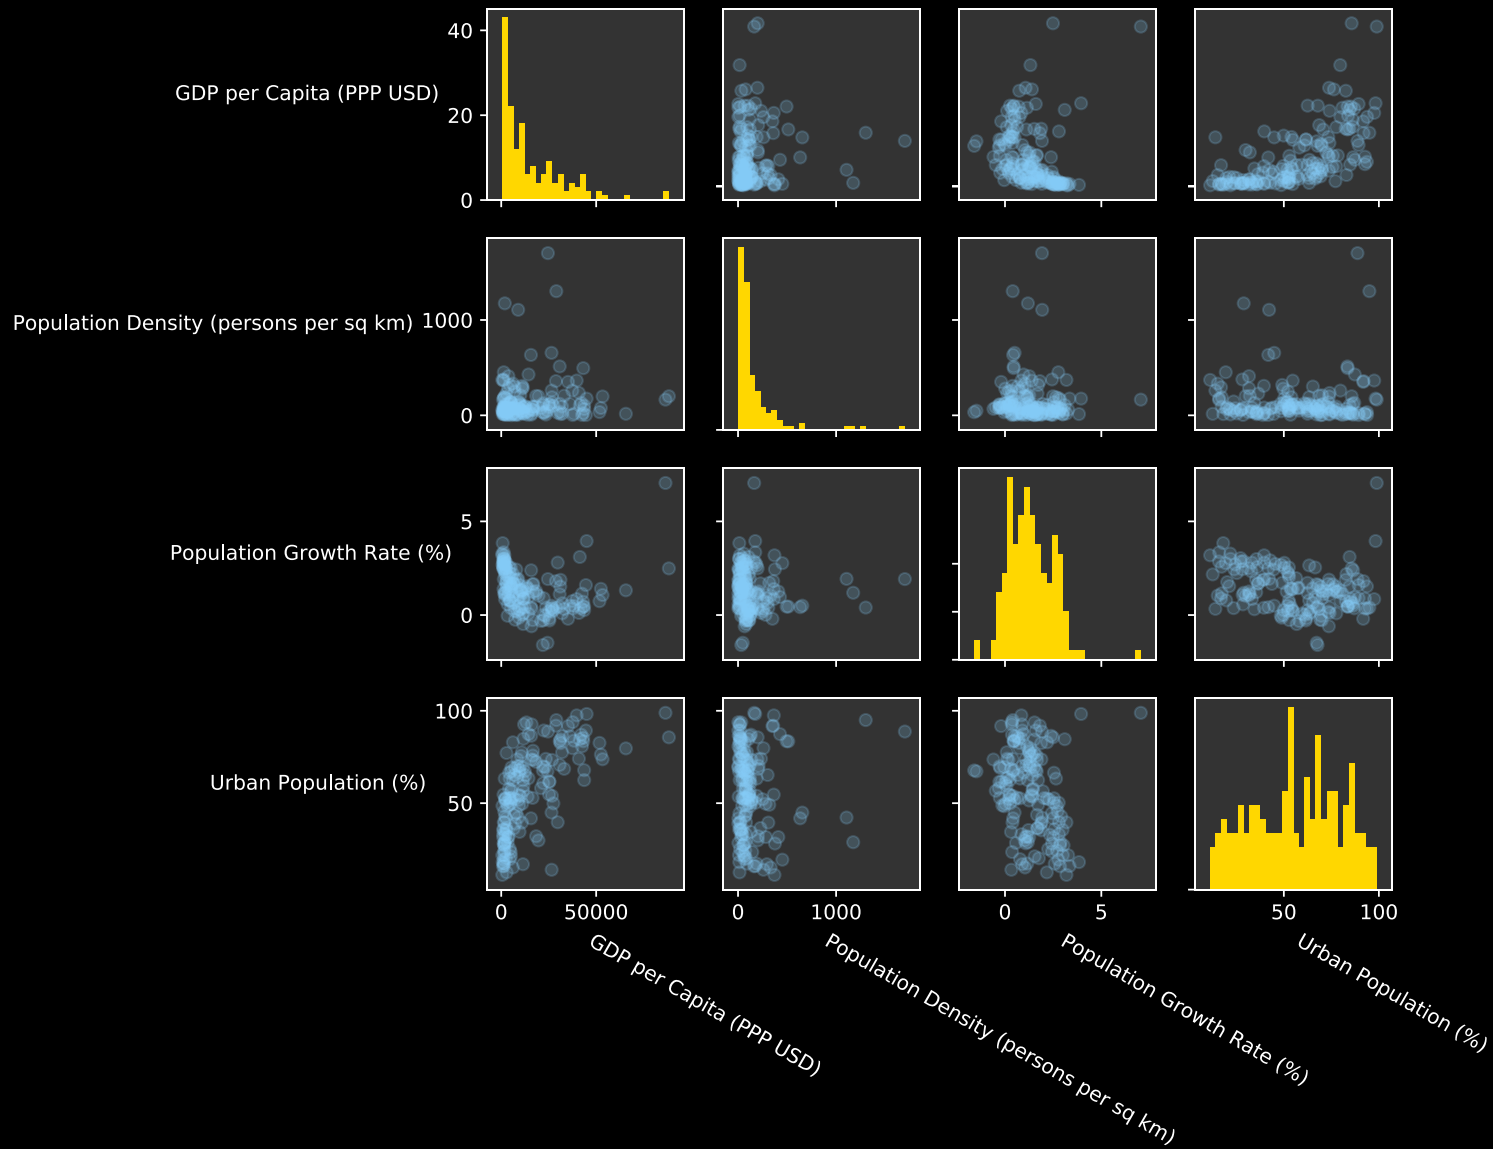 40
GDP per Capita (PPP USD)
20
0
Population Density (persons per sq km)
1000
0
5
Population Growth Rate (%)
0
100
Urban Population (%)
50
0 50000 0 1000 0 5 50 100
GDP per Capita (PPP USD)
Population Density (persons per sq km)
Population Growth Rate (%)
Urban Population (%)